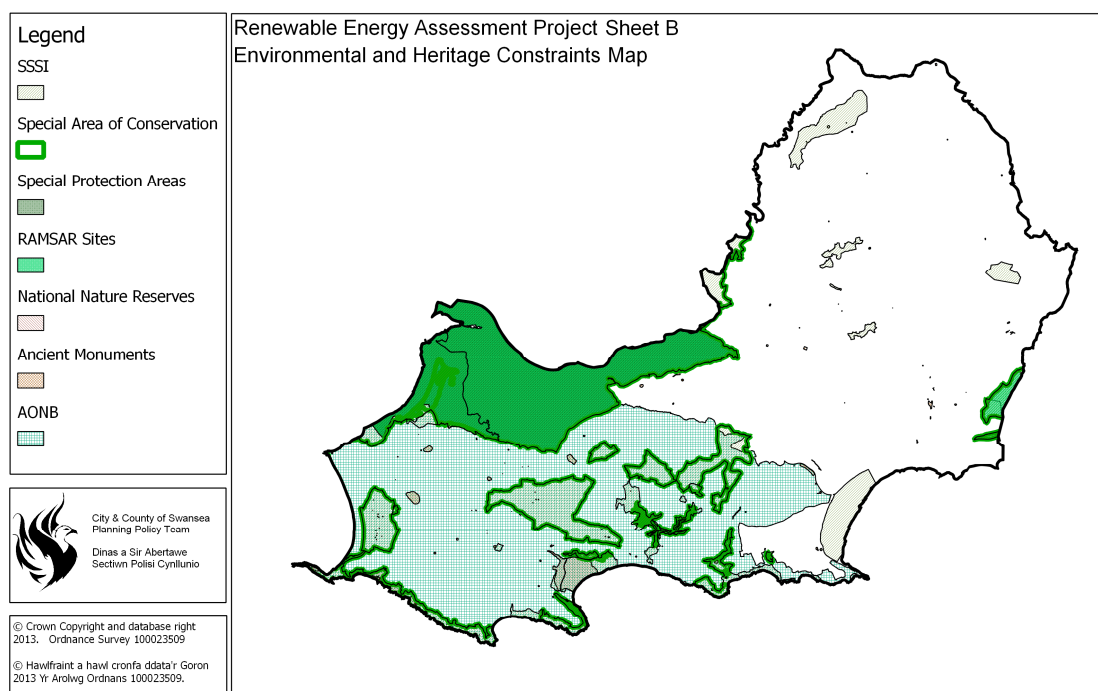 Renewable Energy Assessment Project Sheet B
Environmental and Heritage Constraints Map
Legend
SSSI
Special Area of Conservation
Special Protection Areas
RAMSAR Sites
National Nature Reserves
Ancient Monuments
AONB
City & County of Swansea
Planning Policy Team
Dinas a Sir Abertawe
Sectiwn Polisi Cynllunio
© Crown Copyright and database right
2013. Ordnance Survey 100023509
© Hawlfraint a hawl cronfa ddata'r Goron
2013 Yr Arolwg Ordnans 100023509.